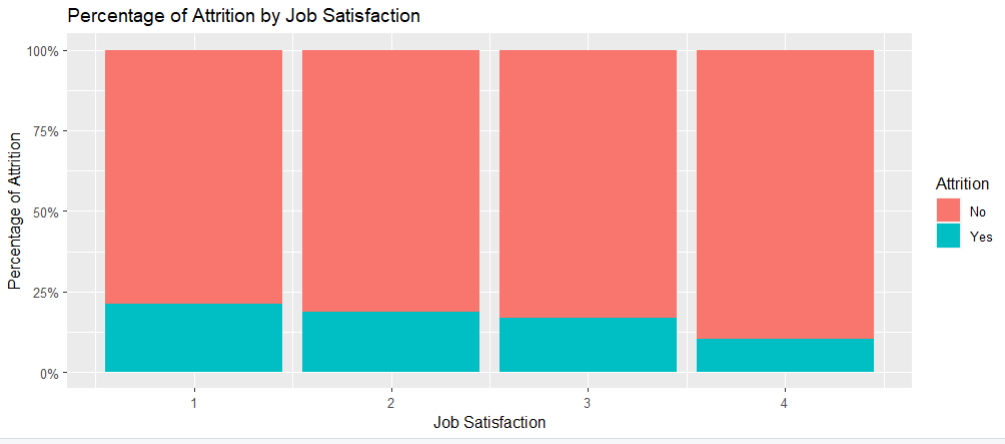 Percentage of Attrition by Job Satisfaction
Percentage of Attrition
100%
75%
50%
25%
0%
1 2 3 4
Job Satisfaction
Attrition
No
Yes